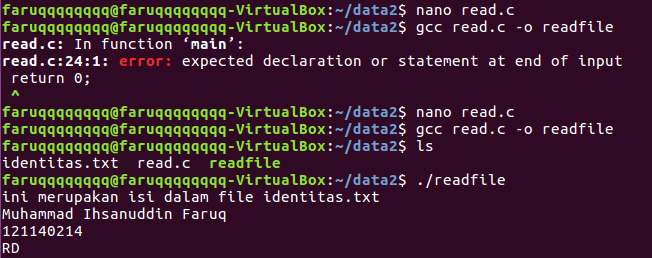 faruqqqqqqqq@faruqqqqqqqq-VirtualBox:~/data2$ nano read.c
faruqqqqqqqq@faruqqqqqqqq-VirtualBox:~/data2$ gcc read.c -o readfile
read.c: In function ‘main’:
read.c:24:1: error: expected declaration or statement at end of input
 return 0;
 ^
faruqqqqqqqq@faruqqqqqqqq-VirtualBox:~/data2$ nano read.c
faruqqqqqqqq@faruqqqqqqqq-VirtualBox:~/data2$ gcc read.c -o readfile
faruqqqqqqqq@faruqqqqqqqq-VirtualBox:~/data2$ ls
identitas.txt  read.c  readfile
faruqqqqqqqq@faruqqqqqqqq-VirtualBox:~/data2$ ./readfile
ini merupakan isi dalam file identitas.txt
Muhammad Ihsanuddin Faruq
121140214
RD